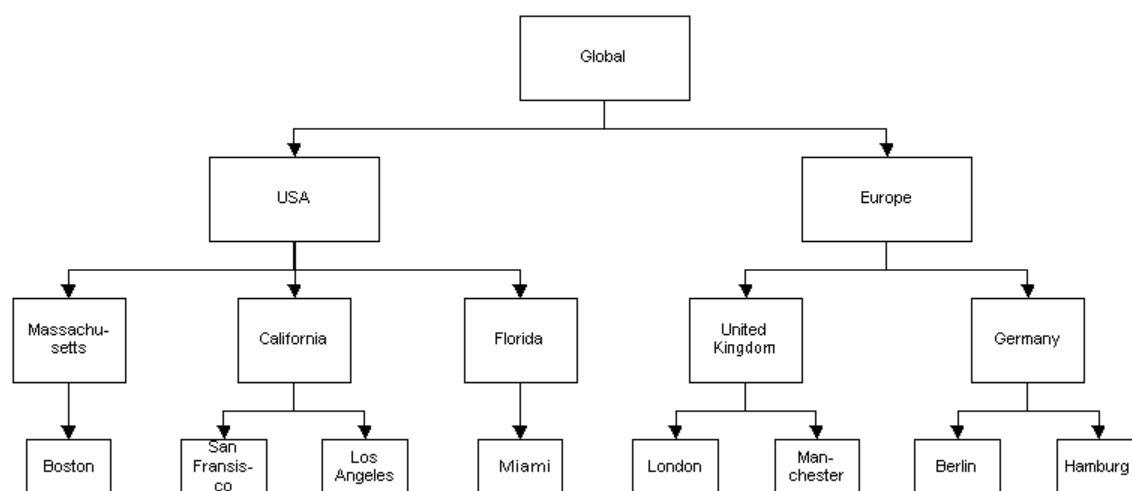 Global
USA
Europe
Massachu-
setts
California
Florida
United
Kingdom
Germany
Boston
San
Fransis-
co
Los
Angeles
Miami
London
Man-
chester
Berlin
Hamburg